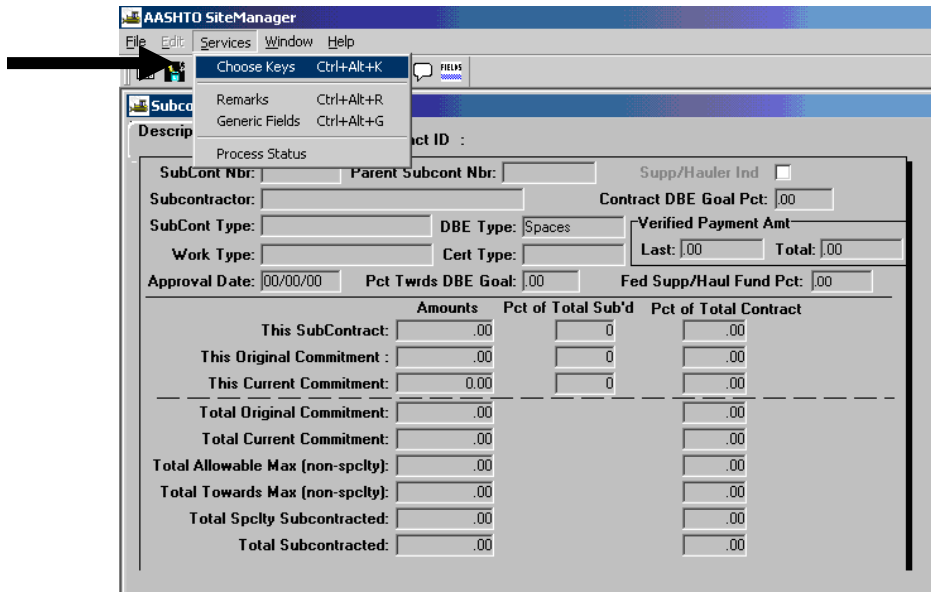 AASHTO SiteManager
File Edit Services Window Help
Choose Keys Ctrl+Alt+K
FIELDS
Remarks Ctrl+Alt+R
Generic Fields Ctrl+Alt+G
Process Status
ID :
SubCont Nbr: Parent Subcont Nbr: Supp/Hauler Ind
Subcontractor: Contract DBE Goal Pct: .00
SubCont Type: DBE Type: Spaces Verified Payment Amt
Work Type: Cert Type: Last: .00 Total: .00
Approval Date: 00/00/00 Pct Twrds DBE Goal: .00 Fed Supp/Haul Fund Pct: .00
Amounts Pct of Total Sub'd Pct of Total Contract
This SubContract: .00 0 .00
This Original Commitment : .00 0 .00
This Current Commitment: 0.00 0 .00
Total Original Commitment: .00 .00
Total Current Commitment: .00 .00
Total Allowable Max (non-spclty): .00 .00
Total Towards Max (non-spclty): .00 .00
Total Spclty Subcontracted: .00 .00
Total Subcontracted: .00 .00